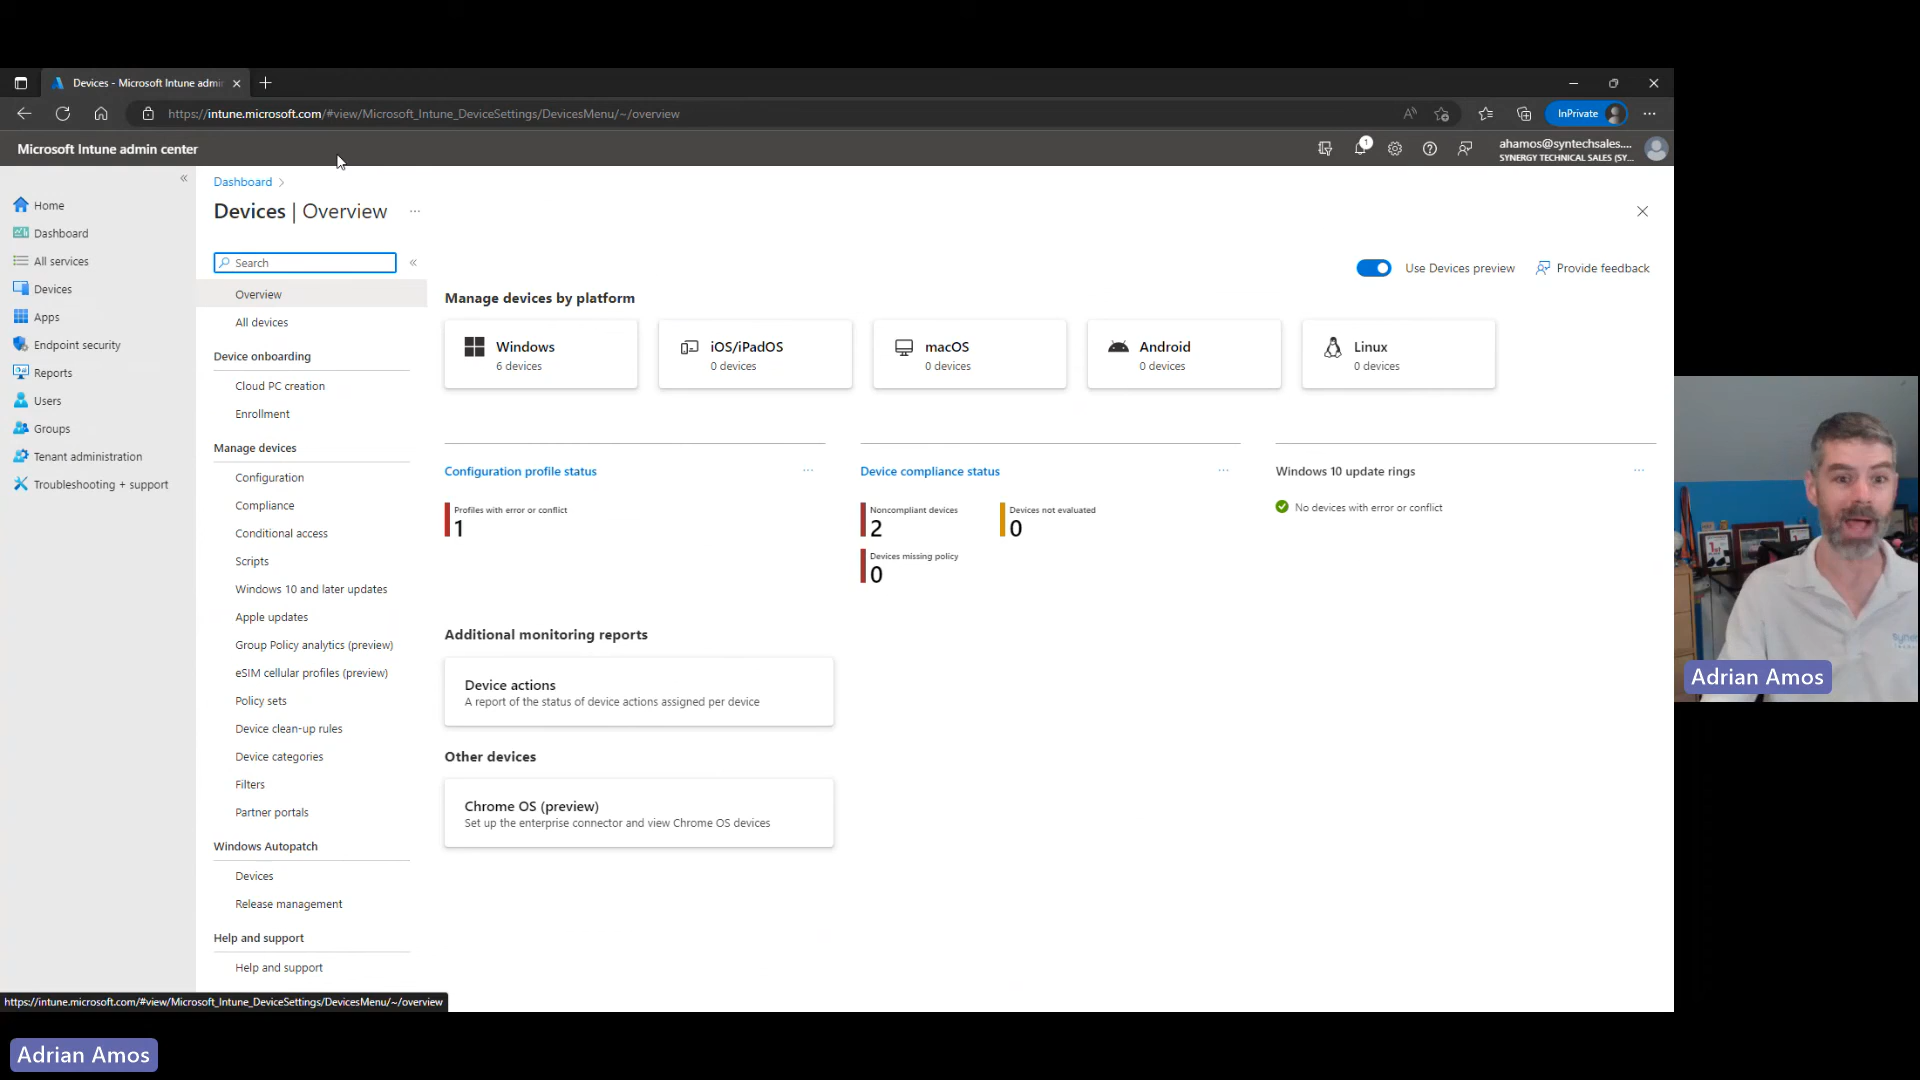 Devices - Microsoft Intune admi
https://intune.microsoft.com/#view/Microsoft_Intune_DeviceSettings/DevicesMenu/~/overview
InPrivate
Microsoft Intune admin center
1
ahamos@syntechsales....
SYNERGY TECHNICAL SALES (SY...
Home
Dashboard
All services
Devices
Apps
Endpoint security
Reports
Users
Groups
Tenant administration
Troubleshooting + support
Dashboard
Devices | Overview
Search
Overview
All devices
Device onboarding
Cloud PC creation
Enrollment
Manage devices
Configuration
Compliance
Conditional access
Scripts
Windows 10 and later updates
Apple updates
Group Policy analytics (preview)
eSIM cellular profiles (preview)
Policy sets
Device clean-up rules
Device categories
Filters
Partner portals
Windows Autopatch
Devices
Release management
Help and support
Help and support
Use Devices preview
Provide feedback
Manage devices by platform
Windows
6 devices
iOS/iPadOS
0 devices
macOS
0 devices
Android
0 devices
Linux
0 devices
Configuration profile status
Profiles with error or conflict
1
Device compliance status
Noncompliant devices
2
Devices not evaluated
0
Devices missing policy
0
Windows 10 update rings
No devices with error or conflict
Additional monitoring reports
Device actions
A report of the status of device actions assigned per device
Other devices
Chrome OS (preview)
Set up the enterprise connector and view Chrome OS devices
https://intune.microsoft.com/#view/Microsoft_Intune_DeviceSettings/DevicesMenu/~/overview
Adrian Amos
Adrian Amos